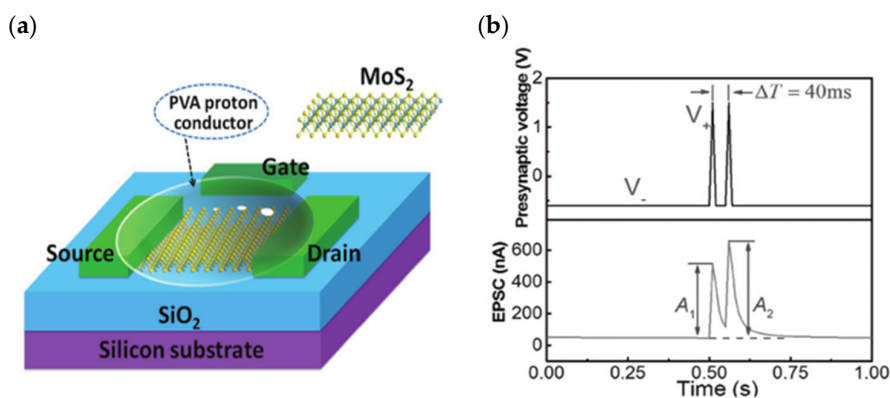 (a)
MoS2
PVA proton
conductor
Gate
Source
Drain
SiO2
Silicon substrate
(b)
Presynaptic voltage (V)
2
1
0
V+
ΔT = 40ms
V-
EPSC (nA)
600
400
200
0
A1
A2
0.00 0.25 0.50 0.75 1.00
Time (s)